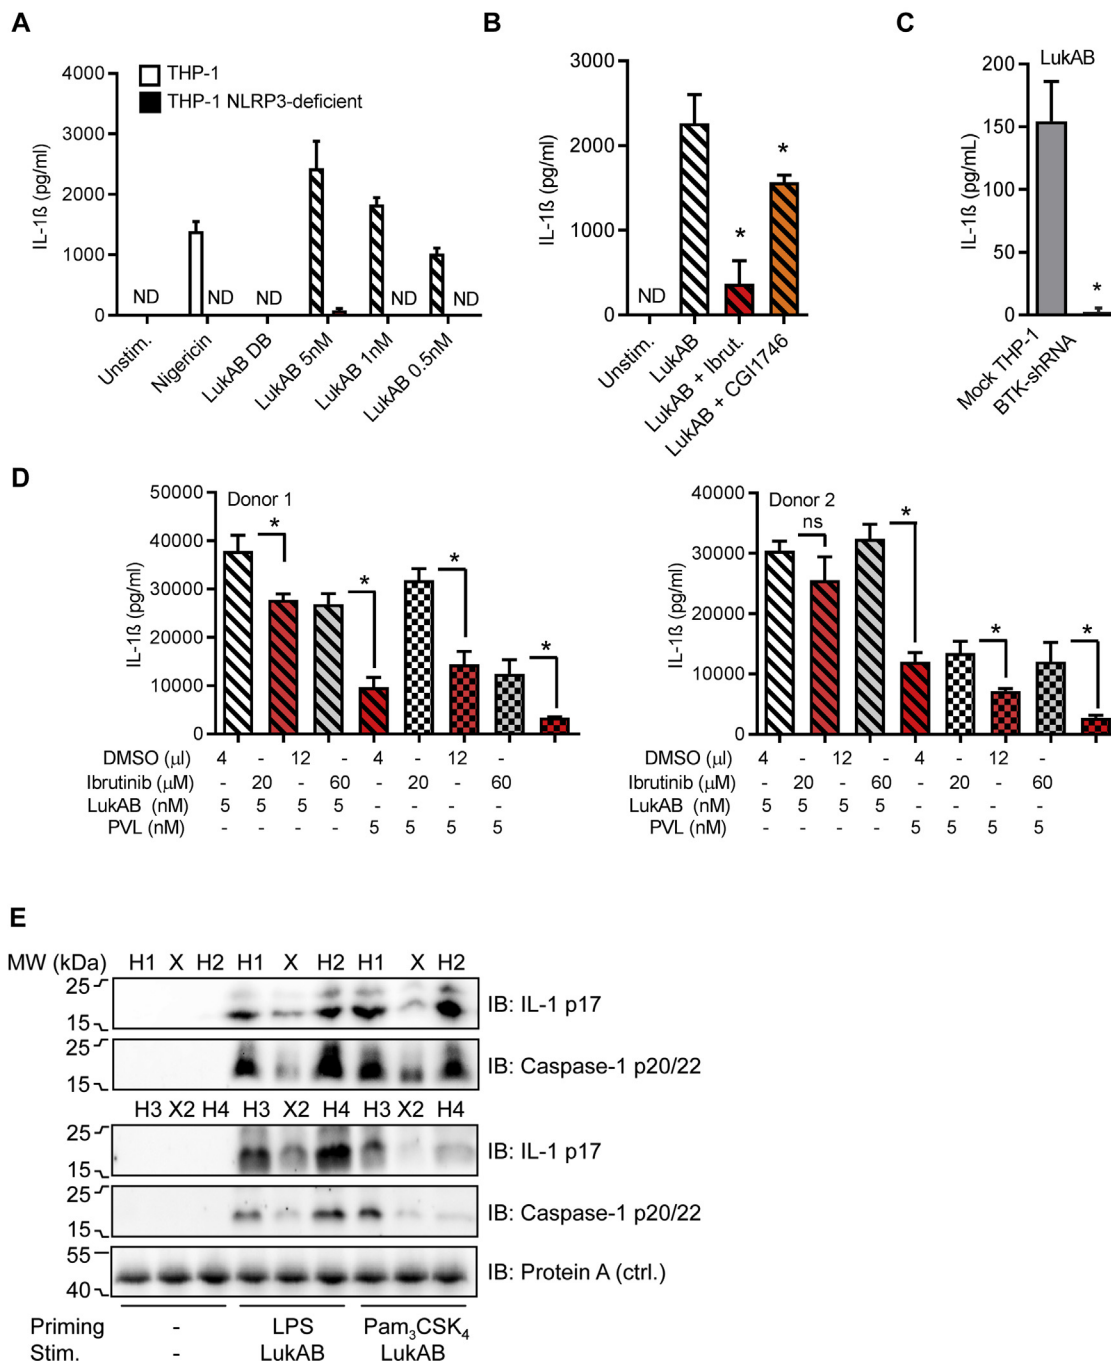 A
4000
3000
2000
1000
0
IL-1ß (pg/ml)
THP-1
THP-1 NLRP3-deficient
ND
ND
ND
ND
ND
Unstim.
Nigericin
LukAB DB
LukAB 5nM
LukAB 1nM
LukAB 0.5nM
B
3000
2000
1000
0
IL-1ß (pg/ml)
ND
*
*
Unstim.
LukAB
LukAB + Ibrut.
LukAB + CGI1746
C
LukAB
200
150
100
50
0
IL-1ß (pg/mL)
*
Mock THP-1
BTK-shRNA
D
50000
40000
30000
20000
10000
0
IL-1ß (pg/ml)
Donor 1
*
*
*
*
DMSO (µl) 4 - 12 - 4 - 12 -
Ibrutinib (µM) - 20 - 60 - 20 - 60
LukAB (nM) 5 5 5 5 - - - -
PVL (nM) - - - - 5 5 5 5
40000
30000
20000
10000
0
IL-1ß (pg/ml)
Donor 2
ns
*
*
*
DMSO (µl) 4 - 12 - 4 - 12 -
Ibrutinib (µM) - 20 - 60 - 20 - 60
LukAB (nM) 5 5 5 5 - - - -
PVL (nM) - - - - 5 5 5 5
E
MW (kDa) H1 X H2 H1 X H2 H1 X H2
25
15
IB: IL-1 p17
25
15
IB: Caspase-1 p20/22
H3 X2 H4 H3 X2 H4 H3 X2 H4
25
15
IB: IL-1 p17
25
15
IB: Caspase-1 p20/22
55
40
IB: Protein A (ctrl.)
Priming - LPS Pam₃CSK₄
Stim. - LukAB LukAB